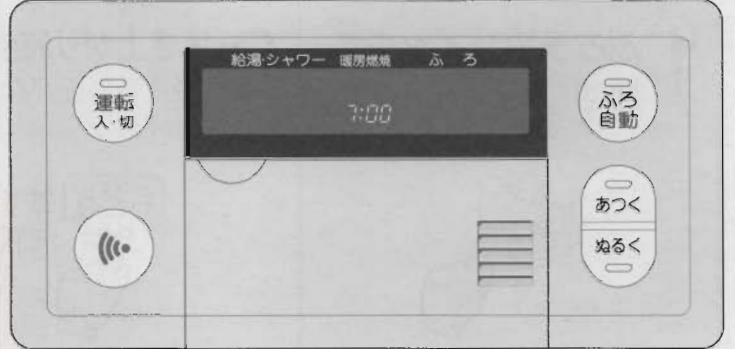 給湯・シャワー 暖房燃焼 ふろ
7:00
運転
入・切
ふろ
自動
あつく
ぬるく